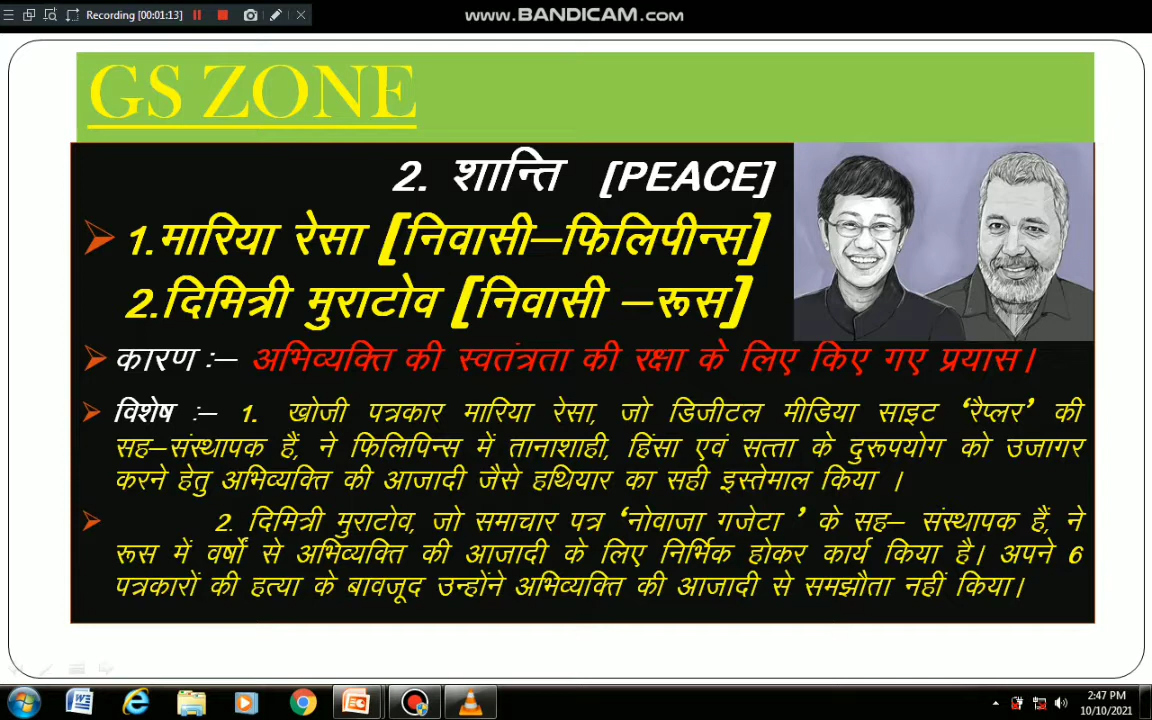 Recording [00:01:13]
www.BANDICAM.com
GS ZONE
2. शान्ति [PEACE]
1.मारिया रेसा [निवासी–फिलिपीन्स]
2.दिमित्री मुराटोव [निवासी –रूस]
कारण :– अभिव्यक्ति की स्वतंत्रता की रक्षा के लिए किए गए प्रयास।
विशेष :– 1. खोजी पत्रकार मारिया रेसा, जो डिजीटल मीडिया साइट ‘रैप्लर’ की
सह–संस्थापक हैं, ने फिलिपिन्स में तानाशाही, हिंसा एवं सत्ता के दुरूपयोग को उजागर
करने हेतु अभिव्यक्ति की आजादी जैसे हथियार का सही इस्तेमाल किया ।
2. दिमित्री मुराटोव, जो समाचार पत्र ‘नोवाजा गजेटा ’ के सह– संस्थापक हैं, ने
रूस में वर्षों से अभिव्यक्ति की आजादी के लिए निर्भिक होकर कार्य किया है। अपने 6
पत्रकारों की हत्या के बावजूद उन्होंने अभिव्यक्ति की आजादी से समझौता नहीं किया।
2:47 PM
10/10/2021